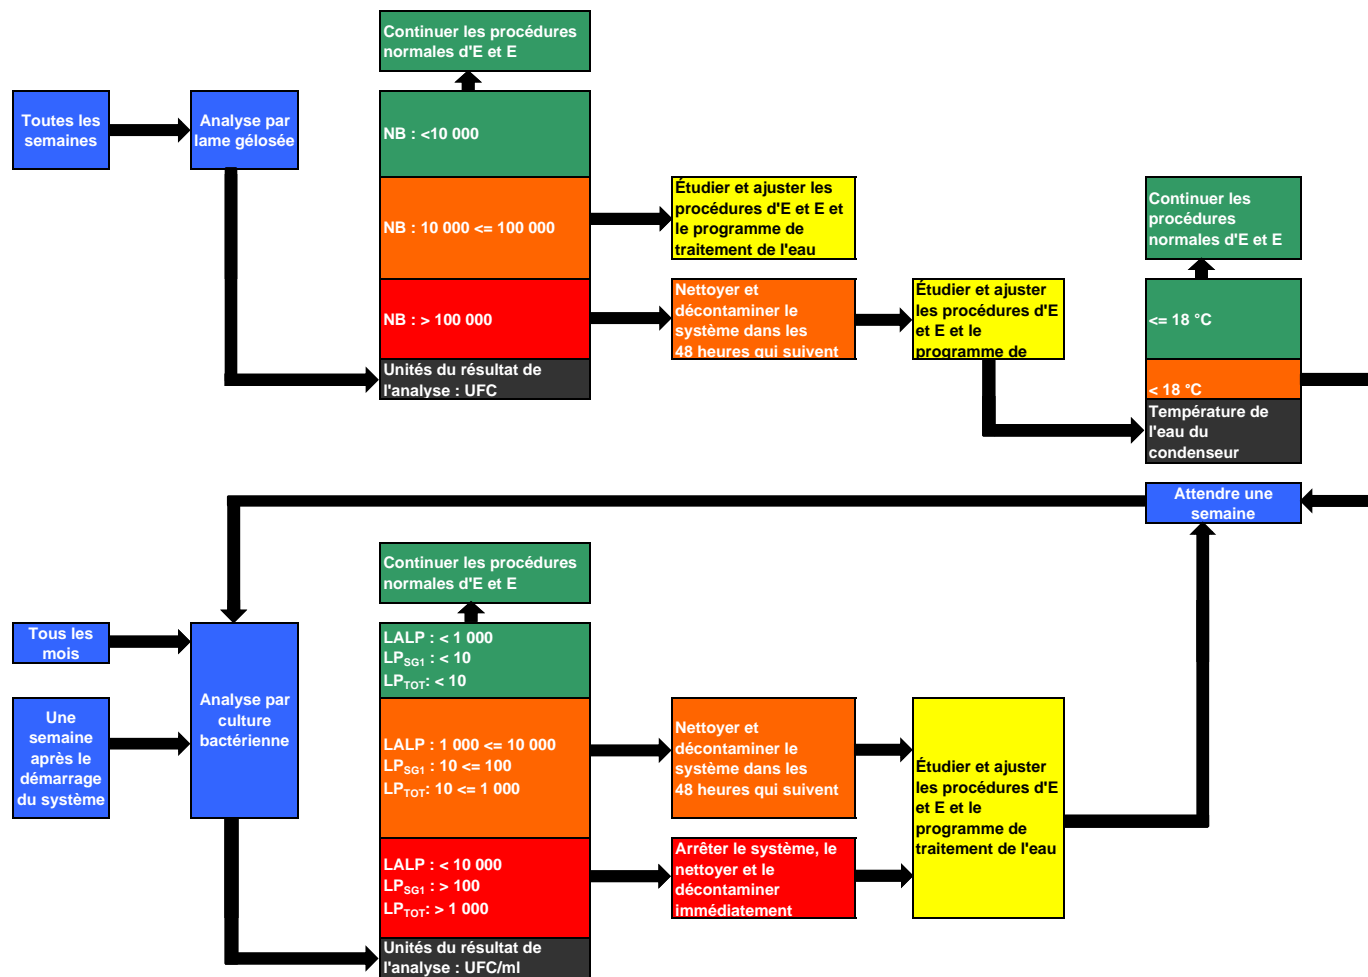 Continuer les procédures
normales d'E et E
Toutes les
semaines
Analyse par
lame gélosée
NB : <10 000
NB : 10 000 <= 100 000
Étudier et ajuster les
procédures d'E et E et
le programme de
traitement de l'eau
Continuer les
procédures
normales d'E et E
NB : > 100 000
Nettoyer et
décontaminer le
système dans les
48 heures qui suivent
Étudier et ajuster
les procédures d'E
et E et le
programme de
<= 18 °C
< 18 °C
Unités du résultat de
l'analyse : UFC
Température de
l'eau du
condenseur
Attendre une
semaine
Continuer les procédures
normales d'E et E
Tous les
mois
Une
semaine
après le
démarrage
du système
Analyse par
culture
bactérienne
LALP : < 1 000
LPSG1 : < 10
LPTOT: < 10
LALP : 1 000 <= 10 000
LPSG1 : 10 <= 100
LPTOT: 10 <= 1 000
Nettoyer et
décontaminer le
système dans les
48 heures qui suivent
Étudier et ajuster
les procédures d'E
et E et le
programme de
traitement de l'eau
LALP : < 10 000
LPSG1 : > 100
LPTOT: > 1 000
Arrêter le système, le
nettoyer et le
décontaminer
immédiatement
Unités du résultat de
l'analyse : UFC/ml